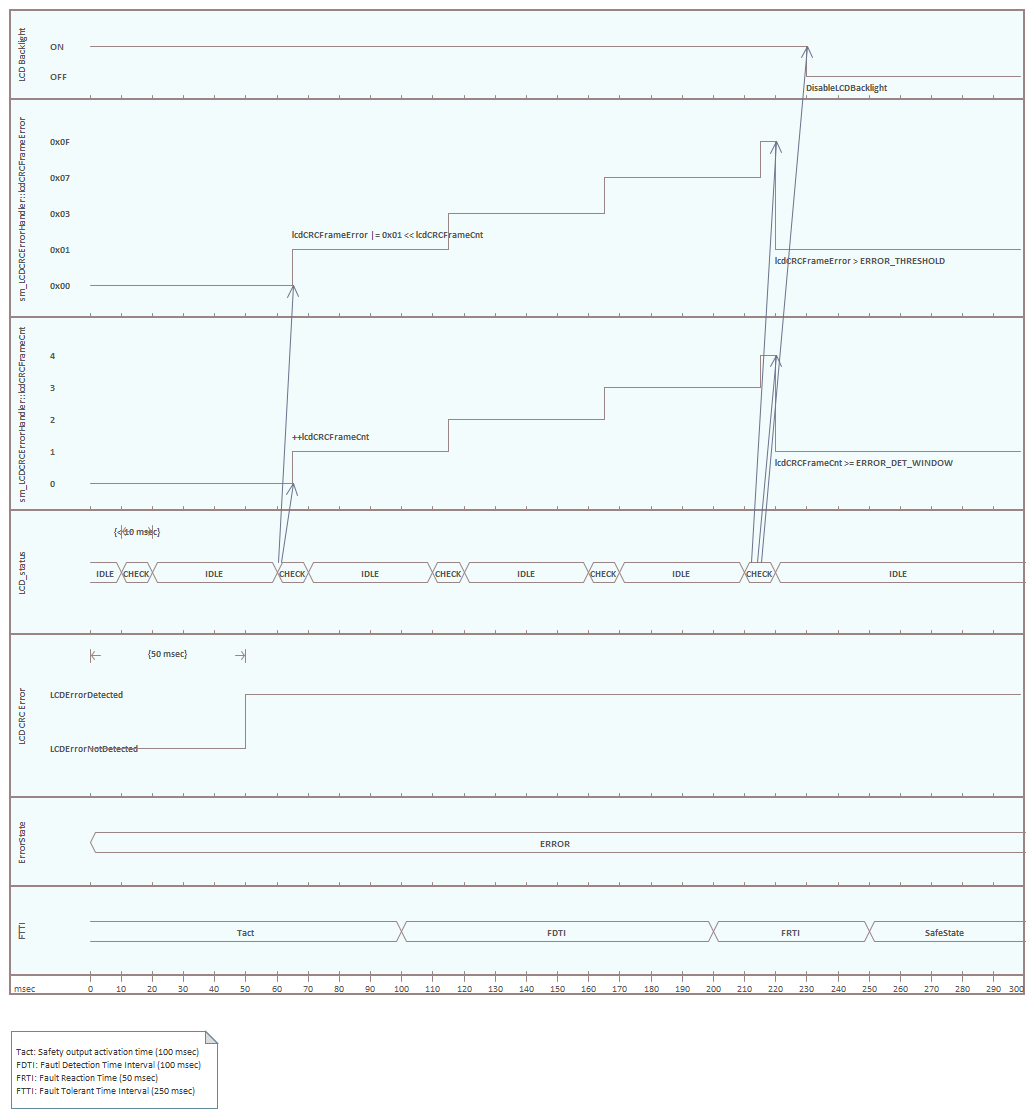 LCD Backlight
ON
OFF
DisableLCDBacklight
sm_LCDCRCErrorHandler::lcdCRCFrameError
0x0F
0x07
0x03
lcdCRCFrameError |= 0x01 << lcdCRCFrameCnt
0x01
lcdCRCFrameError > ERROR_THRESHOLD
0x00
sm_LCDCRCErrorHandler::lcdCRCFrameCnt
4
3
2
++lcdCRCFrameCnt
1
lcdCRCFrameCnt >= ERROR_DET_WINDOW
0
LCD_status
{<10 msec}
IDLE CHECK IDLE CHECK IDLE CHECK IDLE CHECK IDLE CHECK IDLE
LCD CRC Error
{50 msec}
LCDErrorDetected
LCDErrorNotDetected
ErrorState
ERROR
FTTI
Tact FDTI FRTI SafeState
msec 0 10 20 30 40 50 60 70 80 90 100 110 120 130 140 150 160 170 180 190 200 210 220 230 240 250 260 270 280 290 300
Tact: Safety output activation time (100 msec)
FDTI: Fautl Detection Time Interval (100 msec)
FRTI: Fault Reaction Time (50 msec)
FTTI: Fault Tolerant Time Interval (250 msec)